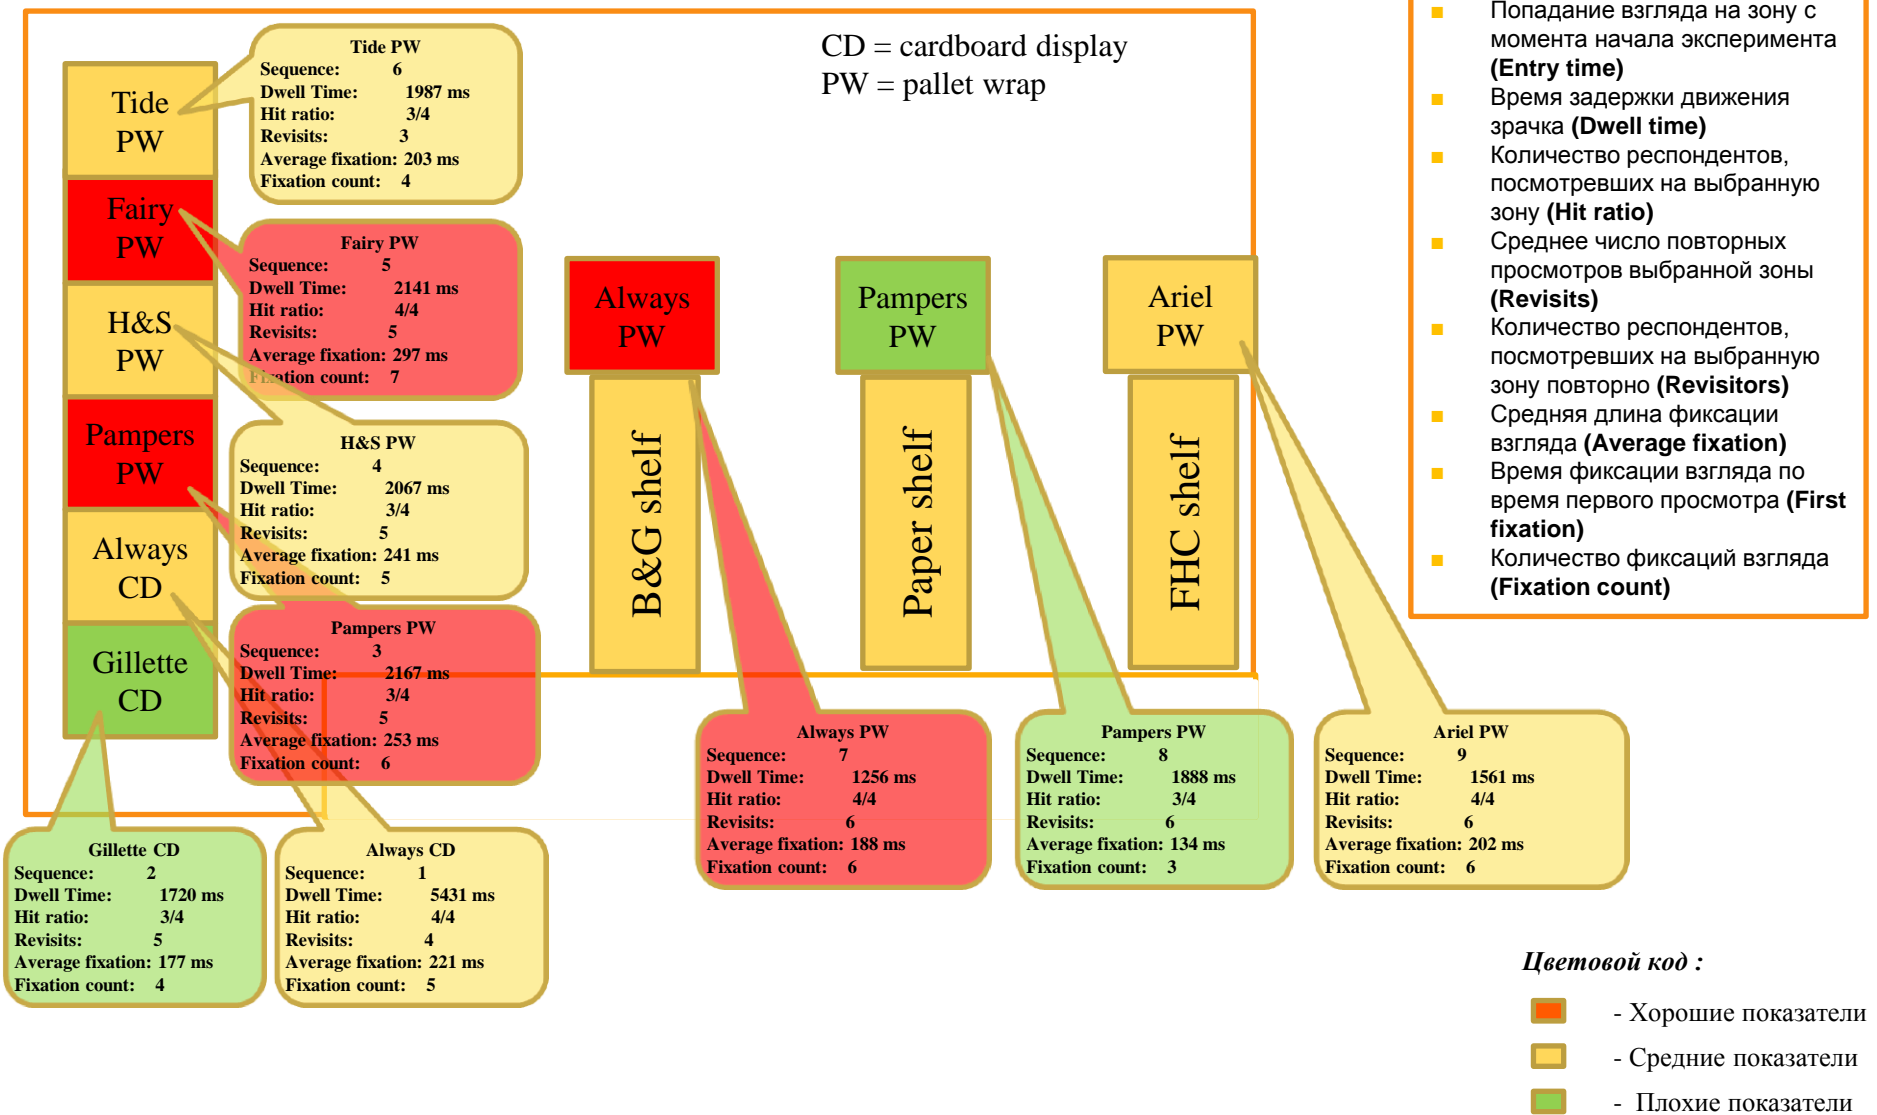 CD = cardboard display
PW = pallet wrap
Tide
PW
Fairy
PW
H&S
PW
Pampers
PW
Always
CD
Gillette
CD
Tide PW
Sequence: 6
Dwell Time: 1987 ms
Hit ratio: 3/4
Revisits: 3
Average fixation: 203 ms
Fixation count: 4
Fairy PW
Sequence: 5
Dwell Time: 2141 ms
Hit ratio: 4/4
Revisits: 5
Average fixation: 297 ms
Fixation count: 7
H&S PW
Sequence: 4
Dwell Time: 2067 ms
Hit ratio: 3/4
Revisits: 5
Average fixation: 241 ms
Fixation count: 5
Pampers PW
Sequence: 3
Dwell Time: 2167 ms
Hit ratio: 3/4
Revisits: 5
Average fixation: 253 ms
Fixation count: 6
Gillette CD
Sequence: 2
Dwell Time: 1720 ms
Hit ratio: 3/4
Revisits: 5
Average fixation: 177 ms
Fixation count: 4
Always CD
Sequence: 1
Dwell Time: 5431 ms
Hit ratio: 4/4
Revisits: 4
Average fixation: 221 ms
Fixation count: 5
Always
PW
B&G shelf
Pampers
PW
Paper shelf
Ariel
PW
FHC shelf
Always PW
Sequence: 7
Dwell Time: 1256 ms
Hit ratio: 4/4
Revisits: 6
Average fixation: 188 ms
Fixation count: 6
Pampers PW
Sequence: 8
Dwell Time: 1888 ms
Hit ratio: 3/4
Revisits: 6
Average fixation: 134 ms
Fixation count: 3
Ariel PW
Sequence: 9
Dwell Time: 1561 ms
Hit ratio: 4/4
Revisits: 6
Average fixation: 202 ms
Fixation count: 6
Попадание взгляда на зону с
момента начала эксперимента
(Entry time)
Время задержки движения
зрачка (Dwell time)
Количество респондентов,
посмотревших на выбранную
зону (Hit ratio)
Среднее число повторных
просмотров выбранной зоны
(Revisits)
Количество респондентов,
посмотревших на выбранную
зону повторно (Revisitors)
Средняя длина фиксации
взгляда (Average fixation)
Время фиксации взгляда по
время первого просмотра (First
fixation)
Количество фиксаций взгляда
(Fixation count)
Цветовой код :
- Хорошие показатели
- Средние показатели
- Плохие показатели